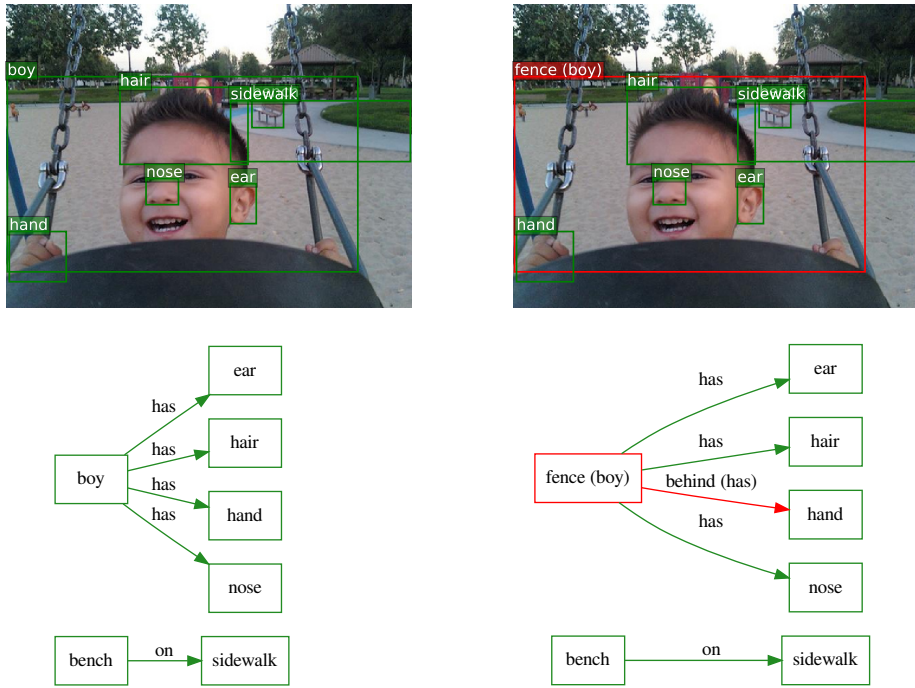 boy
hair
sidewalk
nose
ear
hand
fence (boy)
hair
sidewalk
nose
ear
hand
ear
has
hair
has
boy
has
hand
has
nose
bench
on
sidewalk
ear
has
hair
has
fence (boy)
behind (has)
hand
has
nose
bench
on
sidewalk